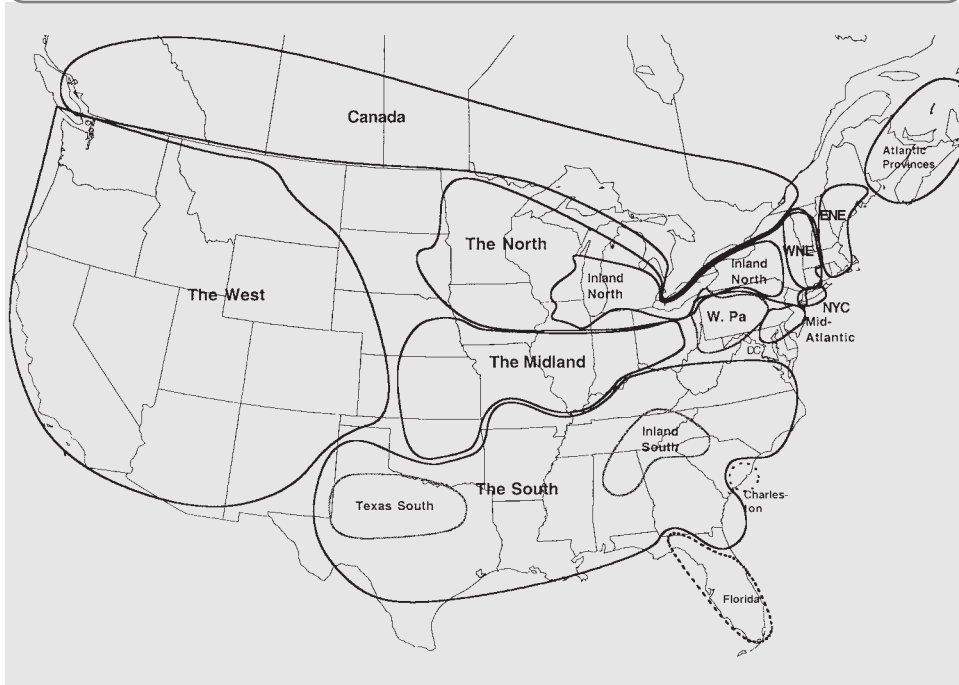 Canada
Atlantic
Provinces
ENE
The North
WNE
Inland
North
Inland
North
The West
NYC
W. Pa
Mid-
Atlantic
DC
The Midland
Inland
South
The South
Texas South
Charles-
ton
Florida